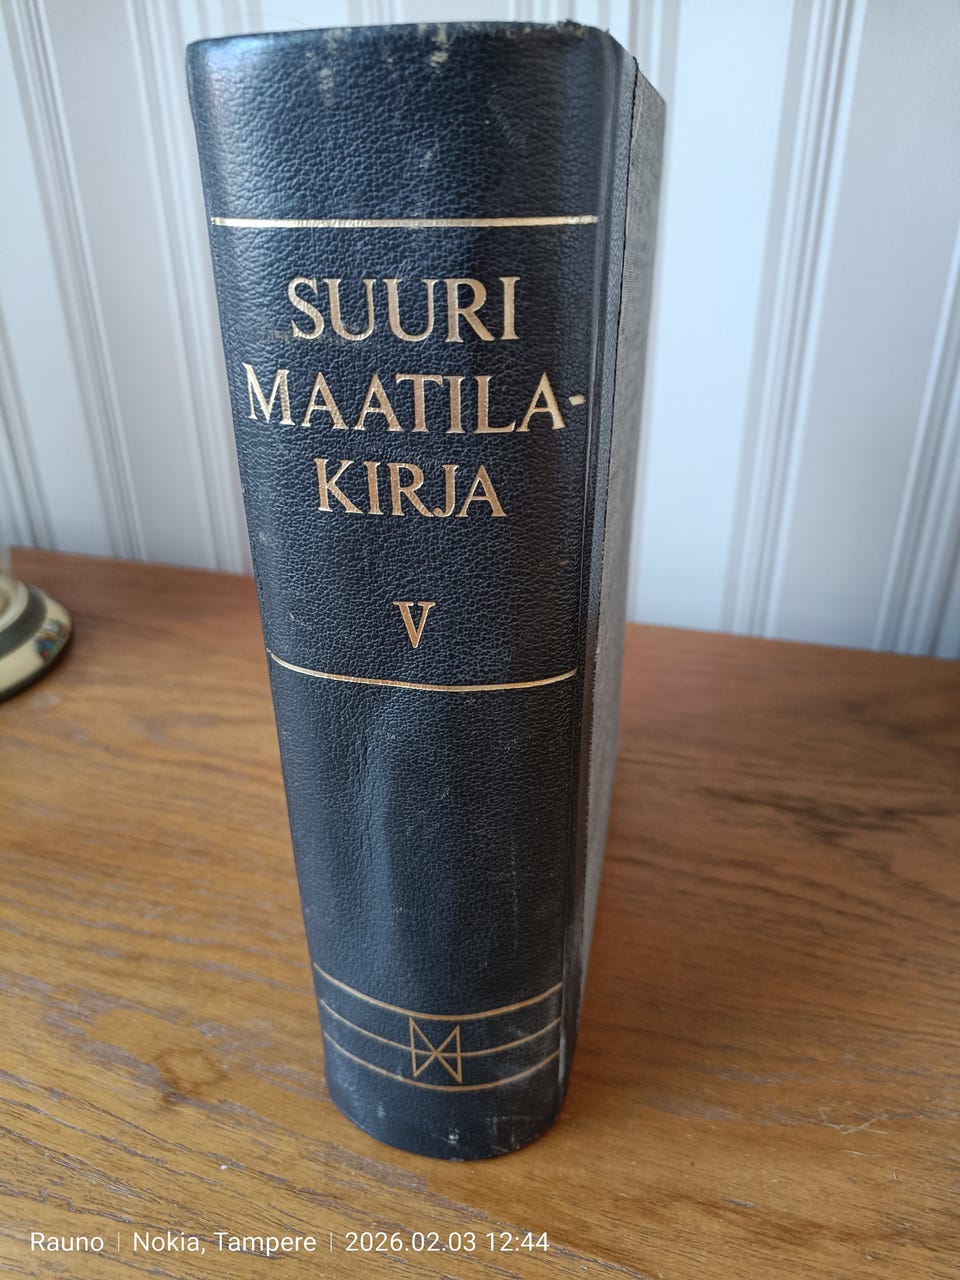 SUURI
MAATILA-
KIRJA
V
Rauno | Nokia, Tampere | 2026.02.03 12:44